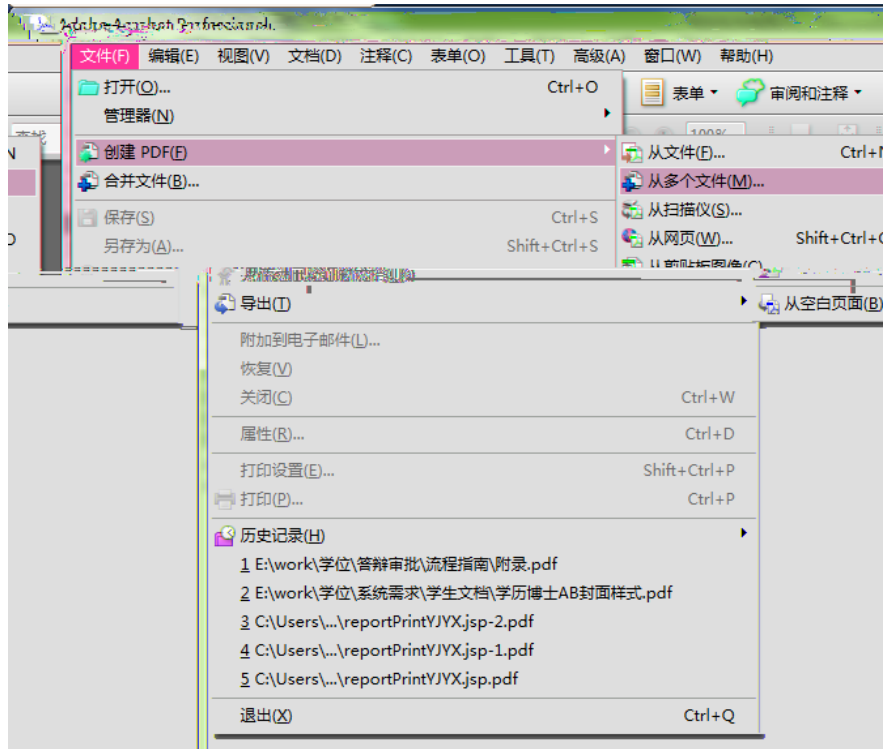 文件(F) 编辑(E) 视图(V) 文档(D) 注释(C) 表单(O) 工具(T) 高级(A) 窗口(W) 帮助(H)
打开(O)... Ctrl+O
表单 审阅和注释
管理器(N)
创建 PDF(F)
从文件(F)...
合并文件(B)...
从多个文件(M)...
保存(S) Ctrl+S
从扫描仪(S)...
另存为(A)... Shift+Ctrl+S
从网页(W)...
导出(T)
从空白页面(B)
附加到电子邮件(L)...
恢复(V)
关闭(C) Ctrl+W
属性(R)... Ctrl+D
打印设置(E)... Shift+Ctrl+P
打印(P)... Ctrl+P
历史记录(H)
1 E:\work\学位\答辩审批\流程指南\附录.pdf
2 E:\work\学位\系统需求\学生文档\学历博士AB封面样式.pdf
3 C:\Users\...\reportPrintYJYX.jsp-2.pdf
4 C:\Users\...\reportPrintYJYX.jsp-1.pdf
5 C:\Users\...\reportPrintYJYX.jsp.pdf
退出(X) Ctrl+Q